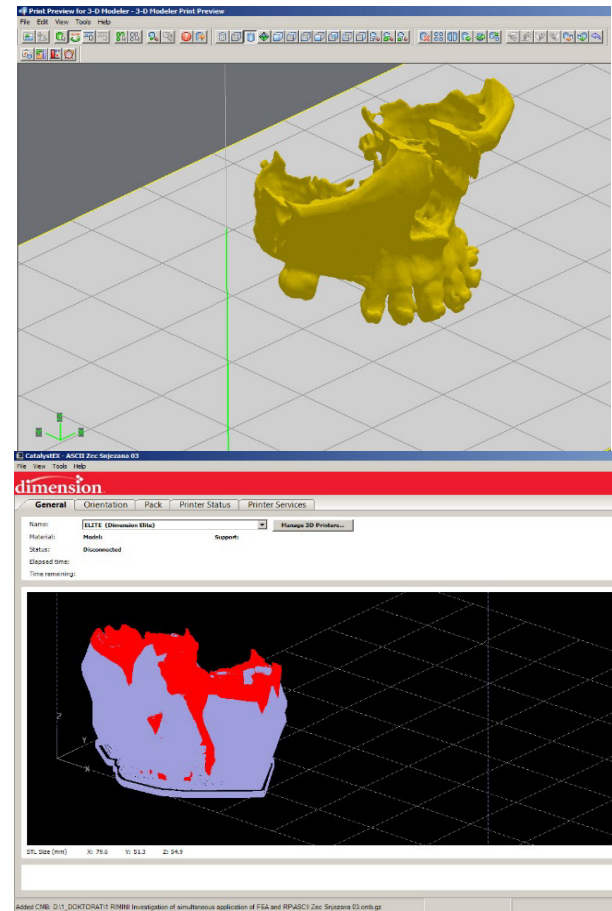 Print Preview for 3-D Modeler - 3-D Modeler Print Preview
File Edit View Tools Help
CatalystEX - ASCII Zec Snjezana 03
File View Tools Help
dimension
General Orientation Pack Printer Status Printer Services
Name: ELITE (Dimension Elite) Manage 3D Printers...
Material: Model: Support:
Status: Disconnected
Elapsed time:
Time remaining:
Z
Y
X
STL Size (mm) X: 79.6 Y: 51.3 Z: 54.9
Added CMB: D:\1_DOKTORAT\1 RIMINI Investigation of simultaneous application of FEA and RP\ASCII Zec Snjezana 03.cmb.gz